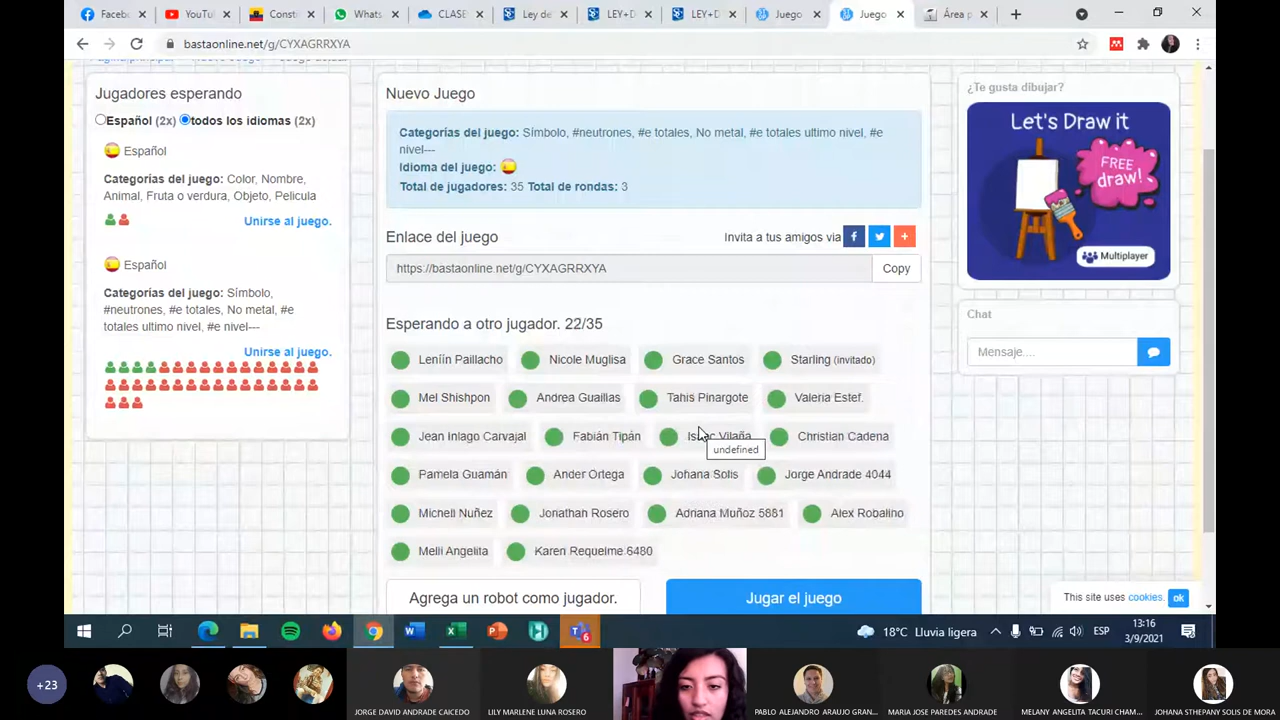 Faceb
YouTU
Consti
Whats
CLASE
Ley de
LEY+D
LEY+D
Juego
Juego
Área p
bastaonline.net/g/CYXAGRRXYA
Jugadores esperando
Español (2x) todos los idiomas (2x)
Español
Categorías del juego: Color, Nombre,
Animal, Fruta o verdura, Objeto, Pelicula
Unirse al juego.
Español
Categorías del juego: Símbolo,
#neutrones, #e totales, No metal, #e
totales ultimo nivel, #e nivel---
Unirse al juego.
Nuevo Juego
Categorías del juego: Símbolo, #neutrones, #e totales, No metal, #e totales ultimo nivel, #e
nivel---
Idioma del juego:
Total de jugadores: 35 Total de rondas: 3
Enlace del juego
Invita a tus amigos via
https://bastaonline.net/g/CYXAGRRXYA
Copy
Esperando a otro jugador. 22/35
Leníín Paillacho Nicole Muglisa Grace Santos Starling (invitado)
Mel Shishpon Andrea Guaillas Tahis Pinargote Valeria Estef.
Jean Inlago Carvajal Fabián Tipán Vilaña Christian Cadena
undefined
Pamela Guamán Ander Ortega Johana Solis Jorge Andrade 4044
Michell Nuñez Jonathan Rosero Adriana Muñoz 5881 Alex Robalino
Melli Angelita Karen Requelme 6480
Agrega un robot como jugador.
Jugar el juego
¿Te gusta dibujar?
Let's Draw it
FREE
draw!
Multiplayer
Chat
Mensaje....
This site uses cookies. ok
18°C Lluvia ligera
ESP
13:16
3/9/2021
6
+23
JORGE DAVID ANDRADE CAICEDO
LILY MARLENE LUNA ROSERO
PABLO ALEJANDRO ARAUJO GRAN...
MARIA JOSE PAREDES ANDRADE
MELANY ANGELITA TACURI CHAM...
JOHANA STHEPANY SOLIS DE MORA